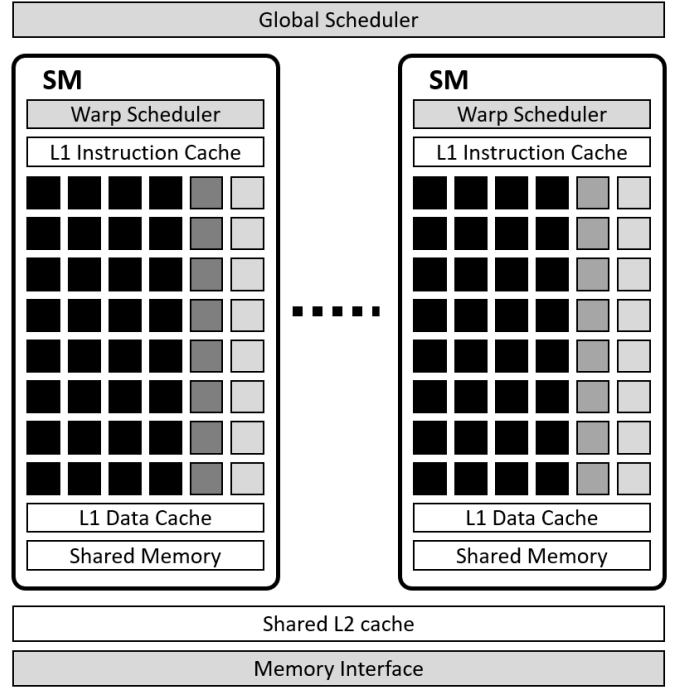 Global Scheduler
SM
Warp Scheduler
L1 Instruction Cache
L1 Data Cache
Shared Memory
SM
Warp Scheduler
L1 Instruction Cache
L1 Data Cache
Shared Memory
Shared L2 cache
Memory Interface